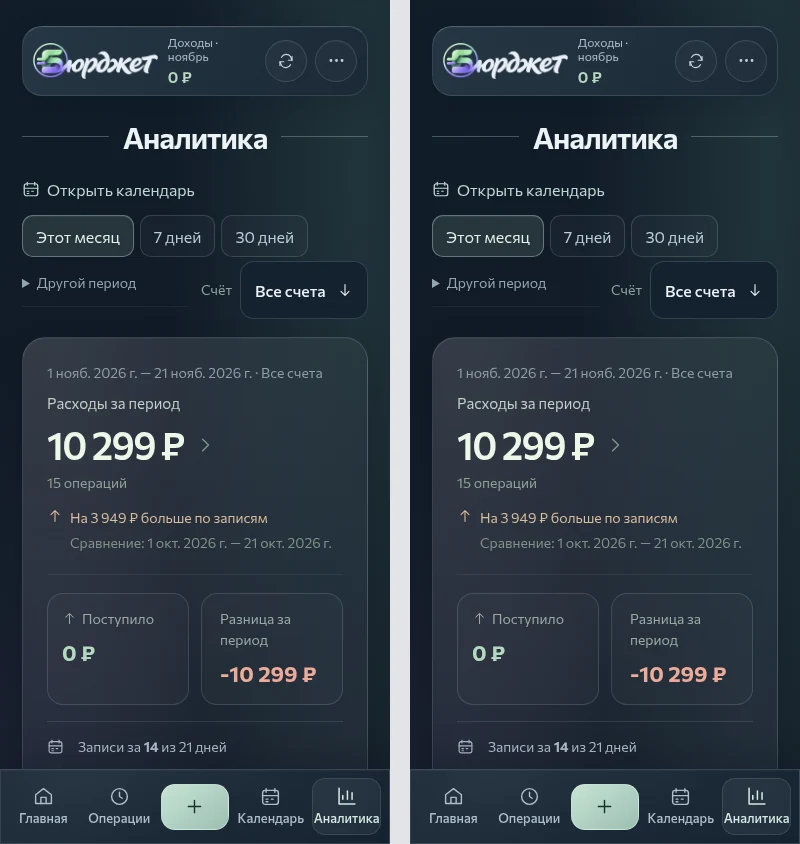 Бюрджет
Доходы ·
ноябрь
0 ₽
Аналитика
Открыть календарь
Этот месяц
7 дней
30 дней
Другой период
Счёт
Все счета
1 нояб. 2026 г. — 21 нояб. 2026 г. · Все счета
Расходы за период
10 299 ₽
15 операций
На 3 949 ₽ больше по записям
Сравнение: 1 окт. 2026 г. — 21 окт. 2026 г.
Поступило
0 ₽
Разница за
период
-10 299 ₽
Записи за 14 из 21 дней
Главная
Операции
Календарь
Аналитика
Бюрджет
Доходы ·
ноябрь
0 ₽
Аналитика
Открыть календарь
Этот месяц
7 дней
30 дней
Другой период
Счёт
Все счета
1 нояб. 2026 г. — 21 нояб. 2026 г. · Все счета
Расходы за период
10 299 ₽
15 операций
На 3 949 ₽ больше по записям
Сравнение: 1 окт. 2026 г. — 21 окт. 2026 г.
Поступило
0 ₽
Разница за
период
-10 299 ₽
Записи за 14 из 21 дней
Главная
Операции
Календарь
Аналитика